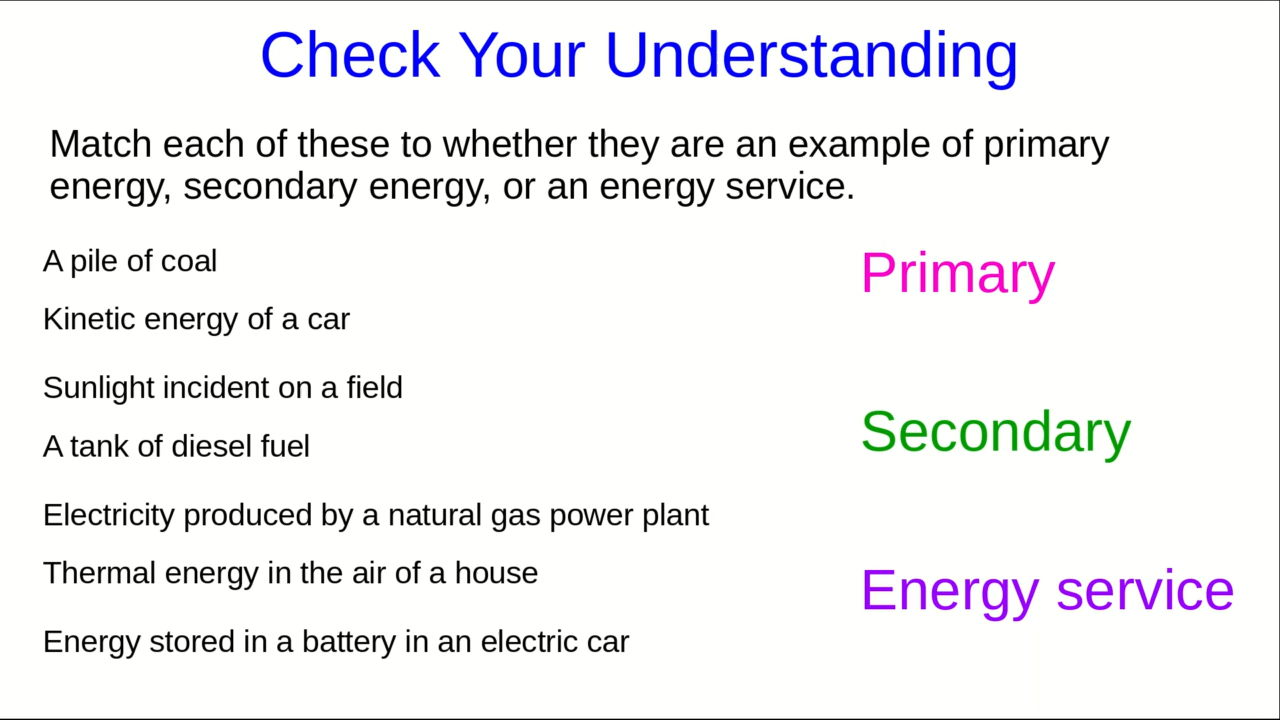 Check Your Understanding
Match each of these to whether they are an example of primary
energy, secondary energy, or an energy service.
A pile of coal
Kinetic energy of a car
Sunlight incident on a field
A tank of diesel fuel
Electricity produced by a natural gas power plant
Thermal energy in the air of a house
Energy stored in a battery in an electric car
Primary
Secondary
Energy service